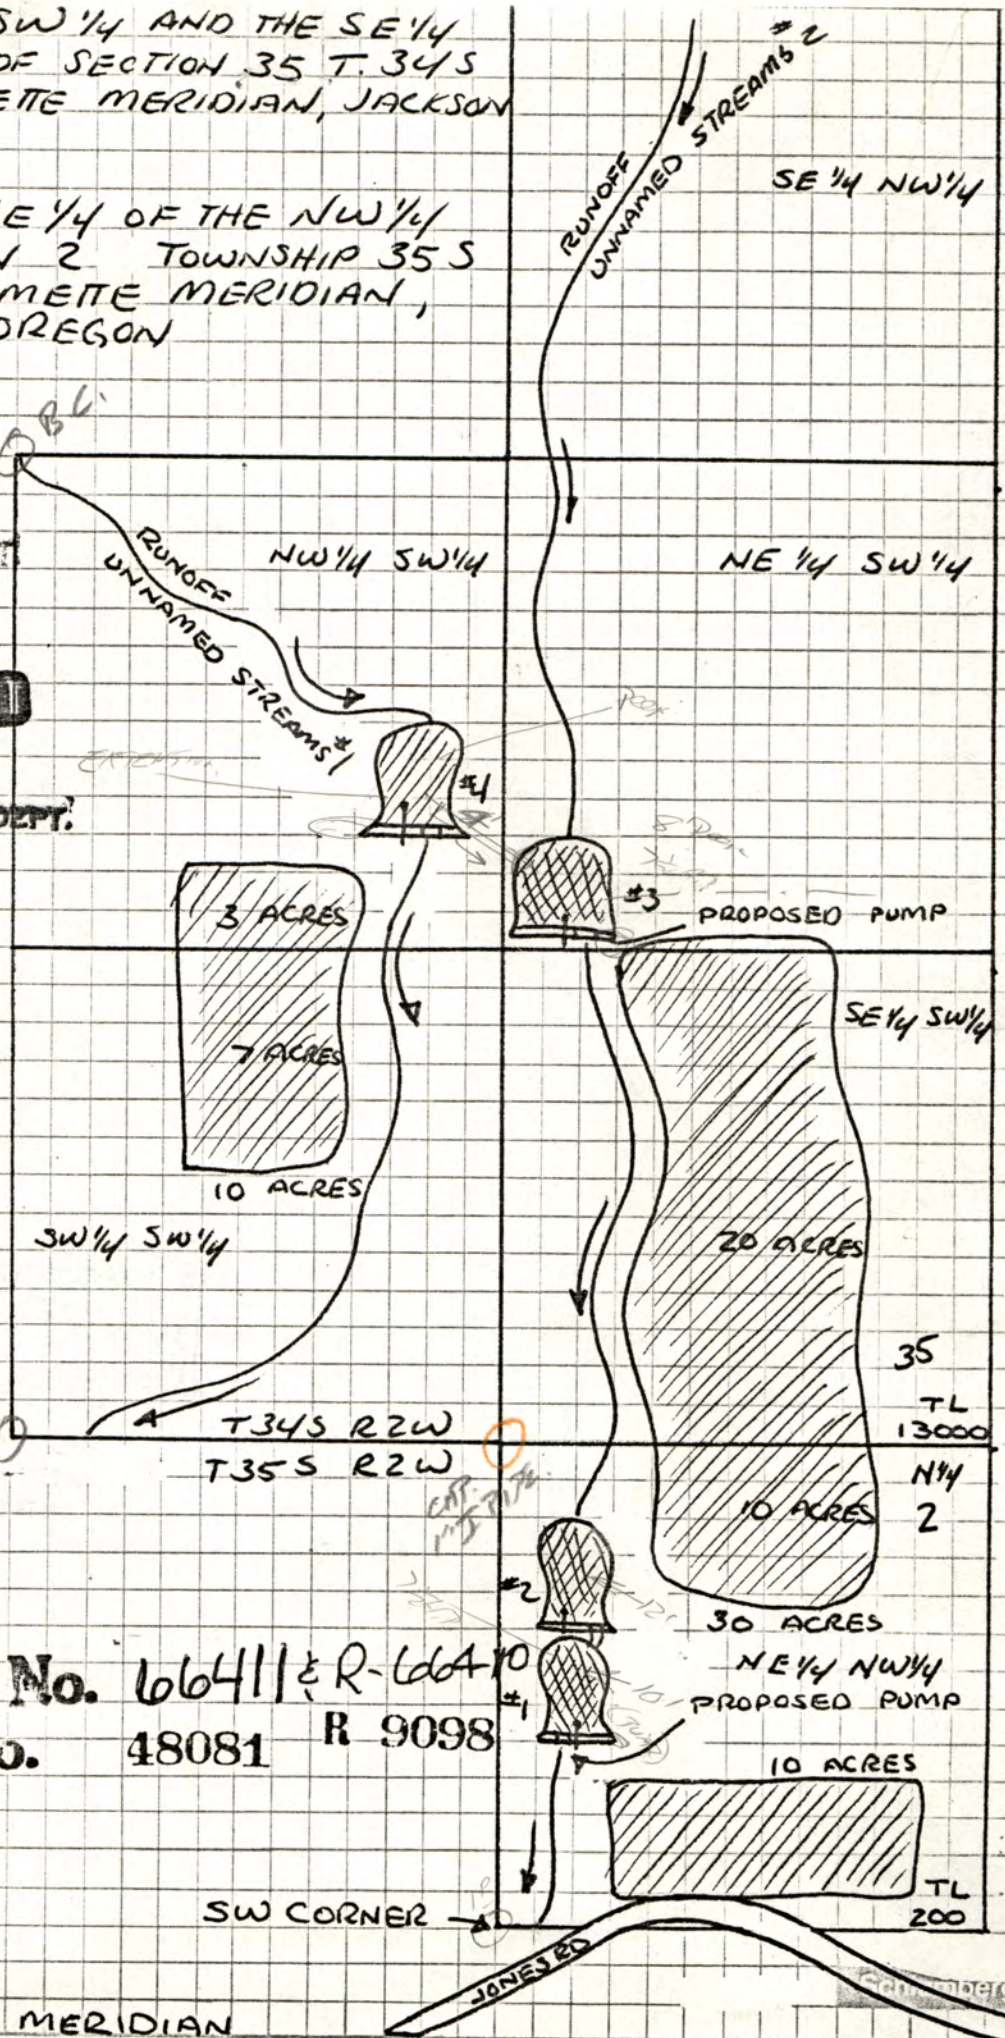 SW 1/4 AND THE SE 1/4
OF SECTION 35 T. 34S
ETTE MERIDIAN, JACKSON
E 1/4 OF THE NW 1/4
2 TOWNSHIP 35 S
METTE MERIDIAN,
OREGON
RUNOFF
UNNAMED STREAMS #2
SE 1/4 NW 1/4
B.C.
RUNOFF
UNNAMED STREAMS #1
NW 1/4 SW 1/4
NE 1/4 SW 1/4
#4
DEPT.
#3
PROPOSED PUMP
3 ACRES
7 ACRES
10 ACRES
SE 1/4 SW 1/4
SW 1/4 SW 1/4
20 ACRES
35
TL
13000
T34S R2W
T35S R2W
N 1/4
2
10 ACRES
#2
30 ACRES
NE 1/4 NW 1/4
#1
PROPOSED PUMP
No. 66411 & R-66410
48081 R 9098
10 ACRES
TL
200
SW CORNER
JONES RD
MERIDIAN